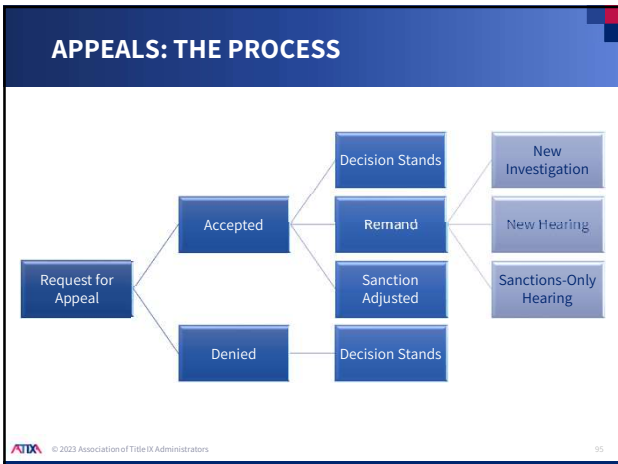 APPEALS: THE PROCESS
Decision Stands
New
Investigation
Accepted
Remand
New Hearing
Request for
Appeal
Sanction
Adjusted
Sanctions-Only
Hearing
Denied
Decision Stands
ATIXA
© 2023 Association of Title IX Administrators
95